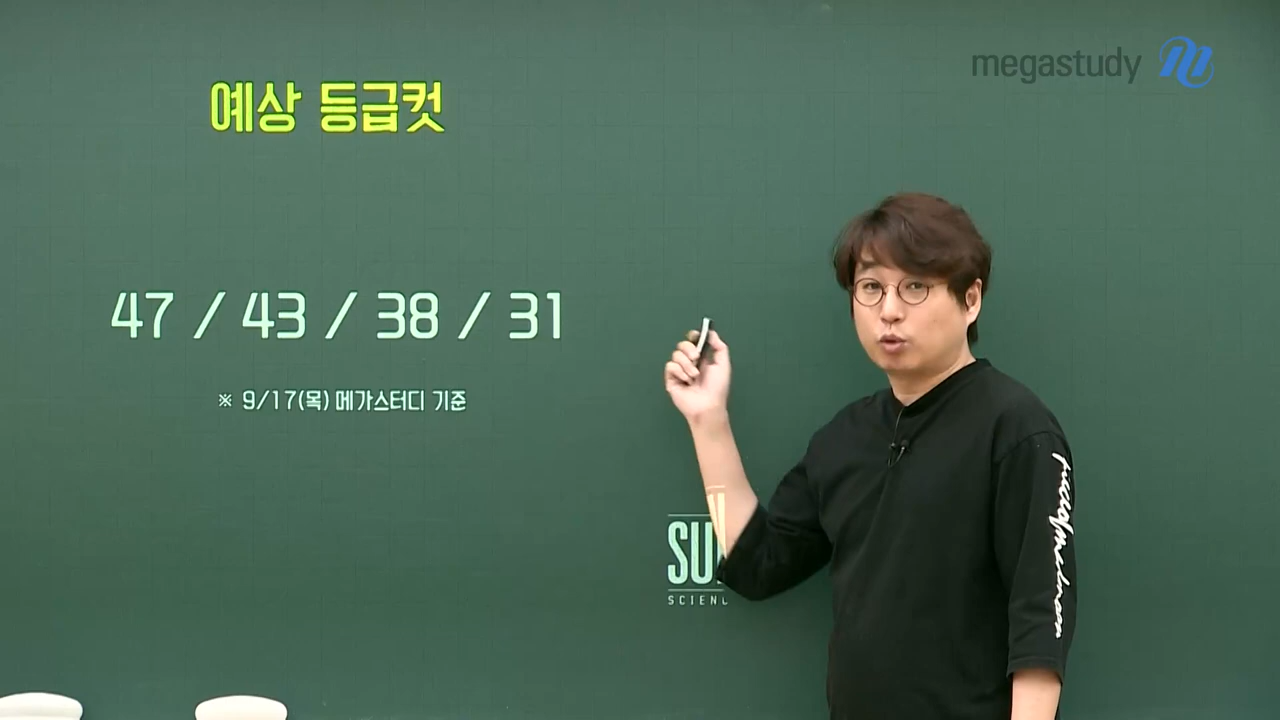 megastudy
예상 등급컷
47 / 43 / 38 / 31
※ 9/17(목) 메가스터디 기준